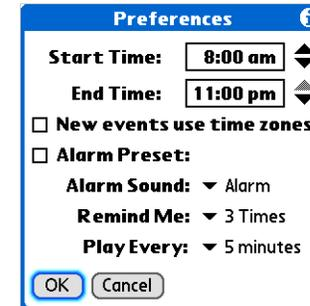 Preferences
Start Time: 8:00 am
End Time: 11:00 pm
New events use time zones
Alarm Preset:
Alarm Sound: Alarm
Remind Me: 3 Times
Play Every: 5 minutes
OK Cancel